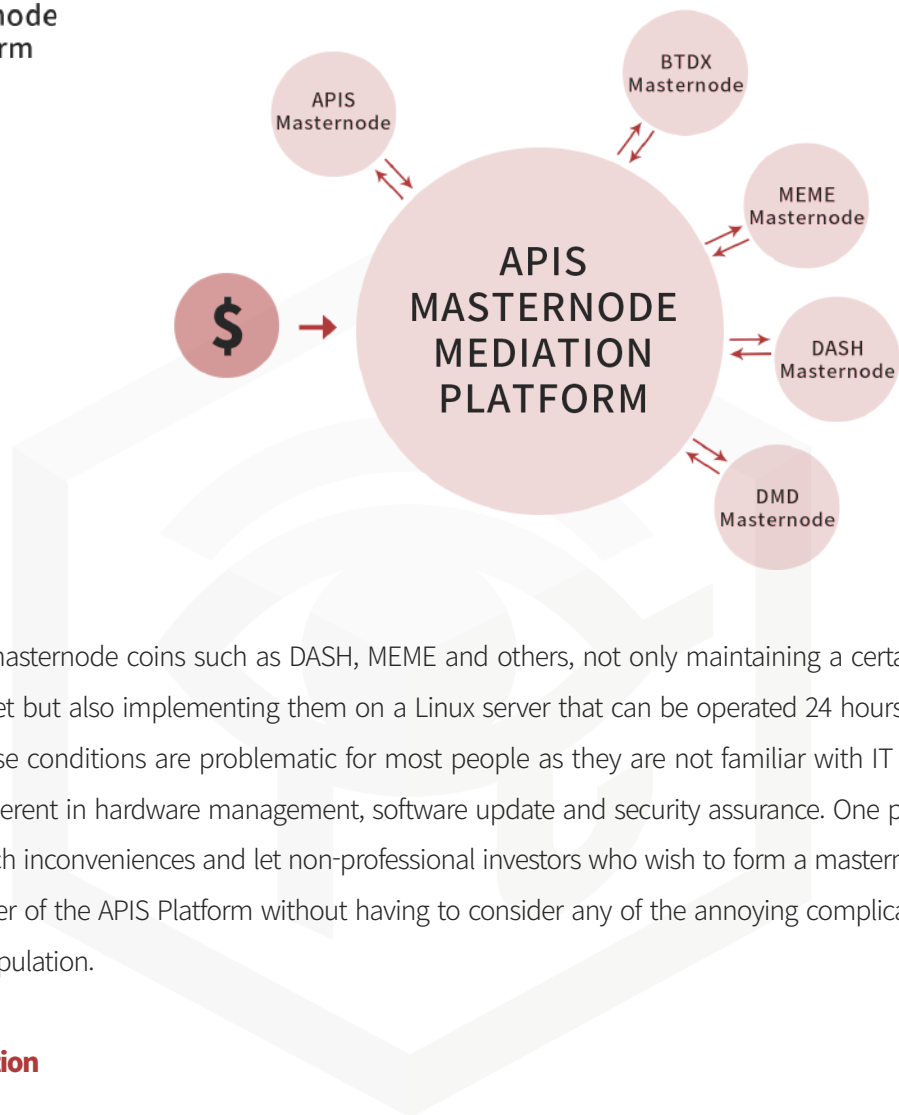 node
rm
APIS
Masternode
BTDX
Masternode
MEME
Masternode
$
APIS
MASTERNODE
MEDIATION
PLATFORM
DASH
Masternode
DMD
Masternode
nasternode coins such as DASH, MEME and others, not only maintaining a certa
et but also implementing them on a Linux server that can be operated 24 hours
se conditions are problematic for most people as they are not familiar with IT
erent in hardware management, software update and security assurance. One p
ch inconveniences and let non-professional investors who wish to form a mastern
er of the APIS Platform without having to consider any of the annoying complica
pulation.
tion